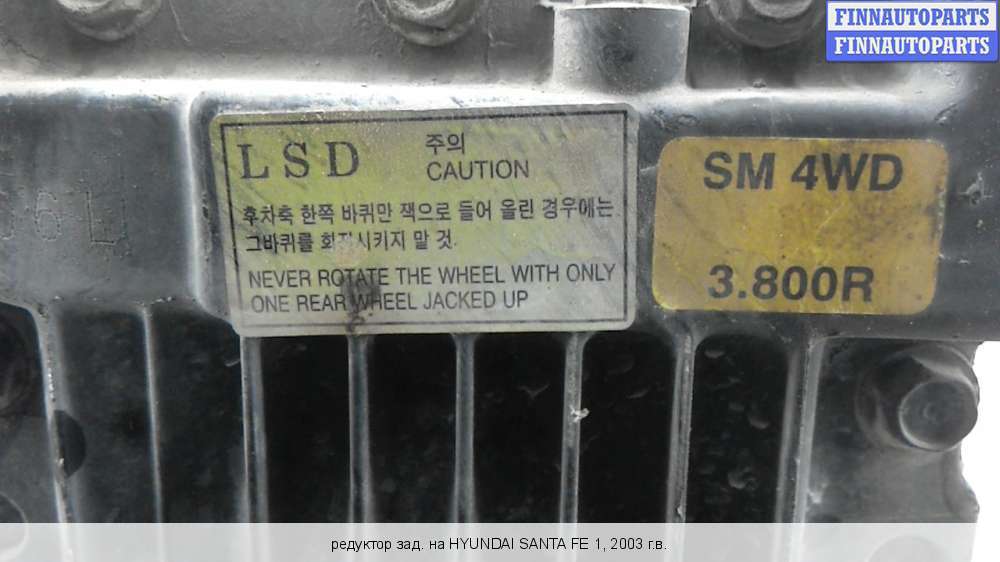 FINNAUTOPARTS
FINNAUTOPARTS
LSD
주의
CAUTION
후차축 한쪽 바퀴만 잭으로 들어 올린 경우에는
그바퀴를 회전시키지 말 것.
NEVER ROTATE THE WHEEL WITH ONLY
ONE REAR WHEEL JACKED UP
SM 4WD
3.800R
редуктор зад. на HYUNDAI SANTA FE 1, 2003 г.в.